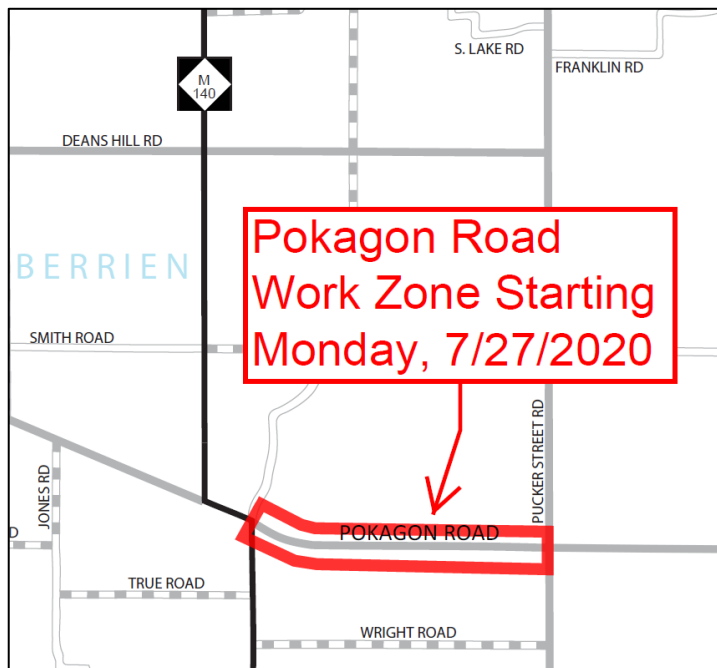 S. LAKE RD
FRANKLIN RD
M
140
DEANS HILL RD
Pokagon Road
Work Zone Starting
Monday, 7/27/2020
BERRIEN
SMITH ROAD
PUCKER STREET RD
JONES RD
D
POKAGON ROAD
TRUE ROAD
WRIGHT ROAD